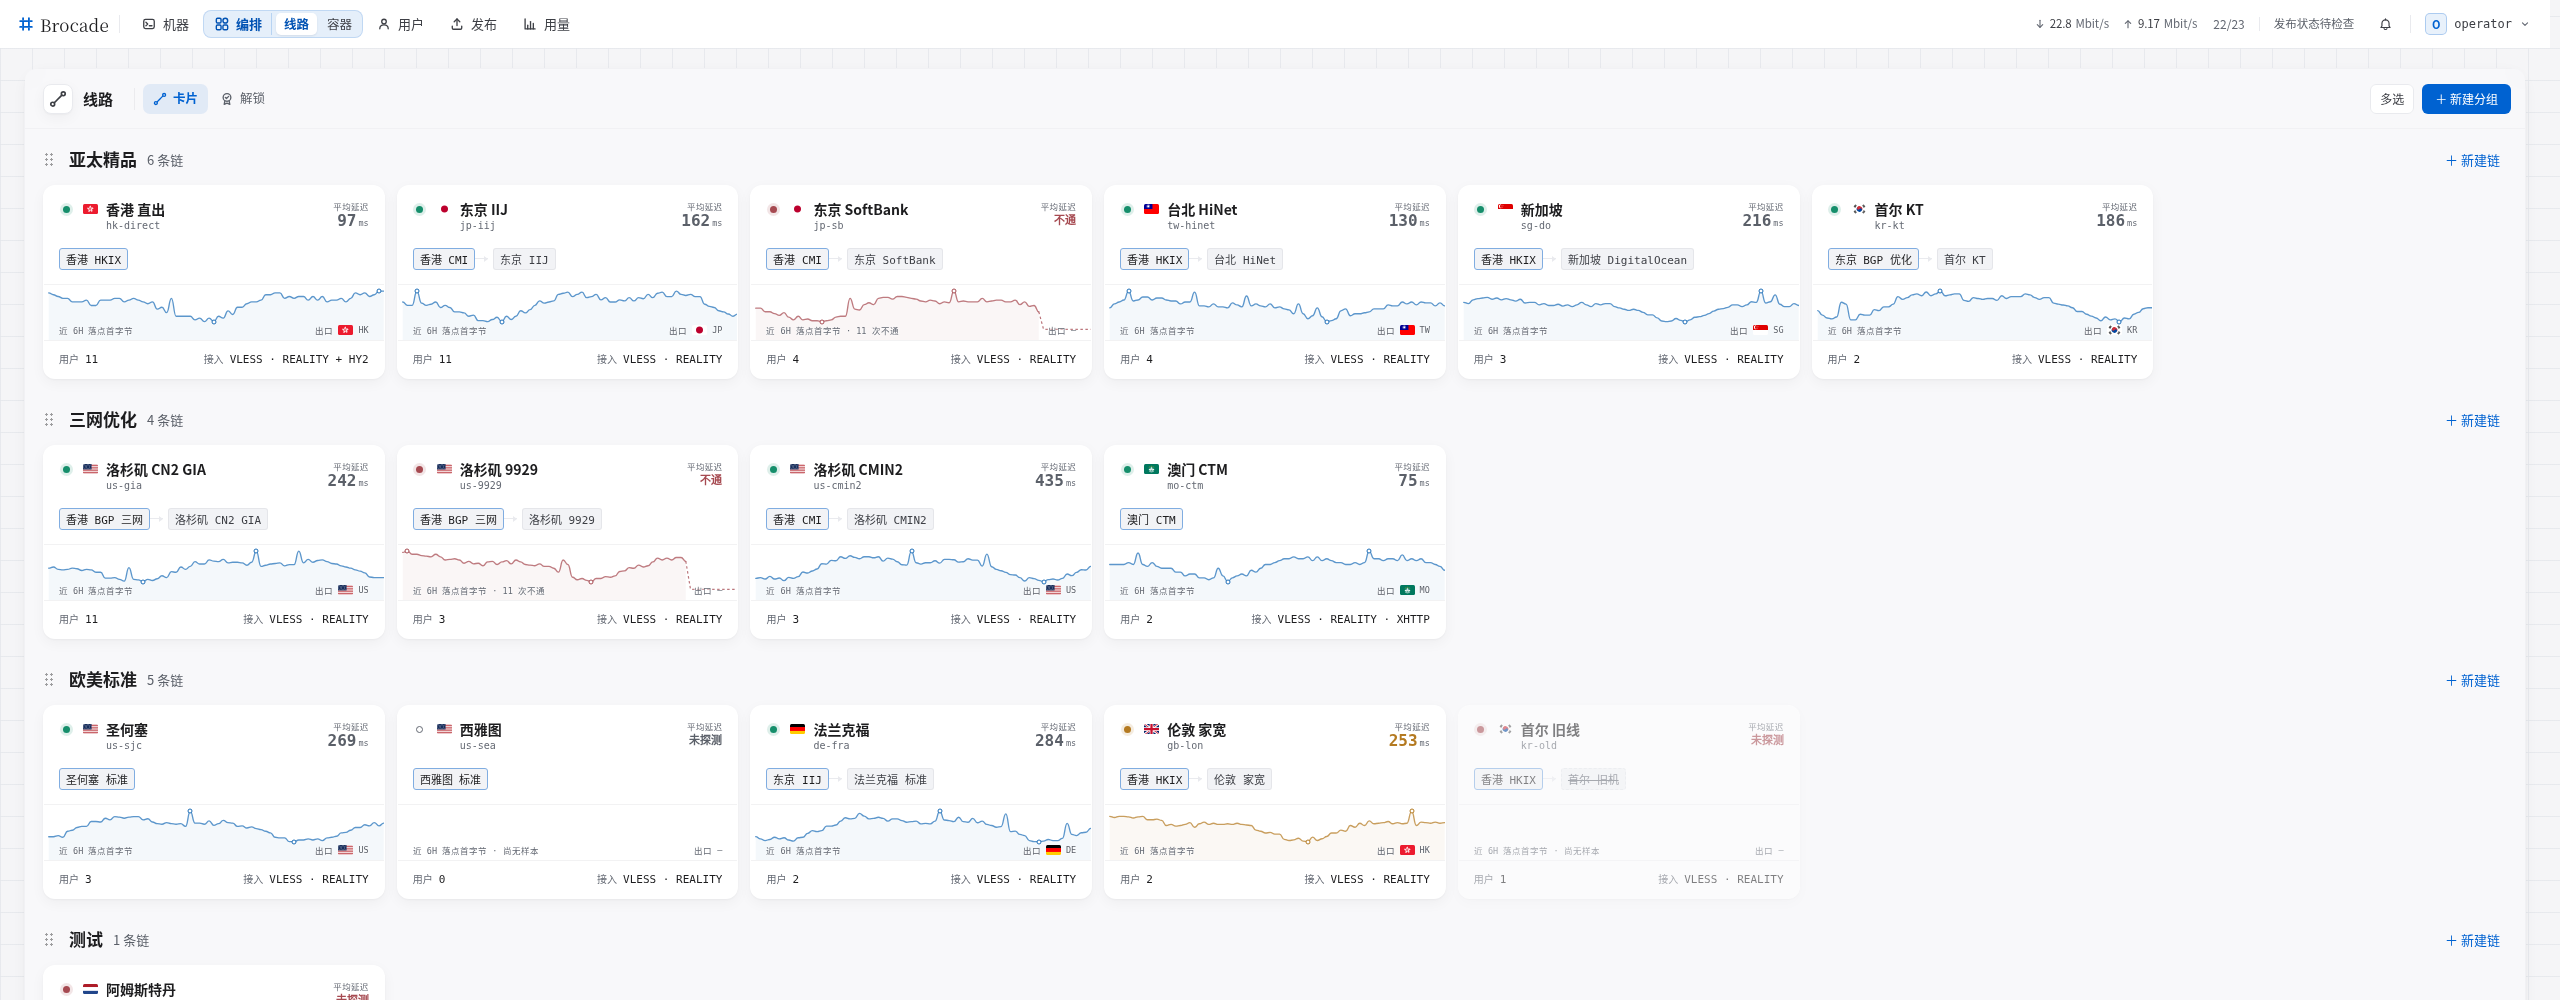 Brocade 机器 编排 线路 容器 用户 发布 用量 22.8 Mbit/s 9.17 Mbit/s 22/23 发布状态待检查 O operator
线路 卡片 解锁 多选 + 新建分组
亚太精品 6 条链 + 新建链
香港 直出 平均延迟
hk-direct 97 ms
香港 HKIX
近 6H 落点首字节 出口 HK
用户 11 接入 VLESS · REALITY + HY2
东京 IIJ 平均延迟
jp-iij 162 ms
香港 CMI 东京 IIJ
近 6H 落点首字节 出口 JP
用户 11 接入 VLESS · REALITY
东京 SoftBank 平均延迟
jp-sb 不通
香港 CMI 东京 SoftBank
近 6H 落点首字节 · 11 次不通 出口 —
用户 4 接入 VLESS · REALITY
台北 HiNet 平均延迟
tw-hinet 130 ms
香港 HKIX 台北 HiNet
近 6H 落点首字节 出口 TW
用户 4 接入 VLESS · REALITY
新加坡 平均延迟
sg-do 216 ms
香港 HKIX 新加坡 DigitalOcean
近 6H 落点首字节 出口 SG
用户 3 接入 VLESS · REALITY
首尔 KT 平均延迟
kr-kt 186 ms
东京 BGP 优化 首尔 KT
近 6H 落点首字节 出口 KR
用户 2 接入 VLESS · REALITY
三网优化 4 条链 + 新建链
洛杉矶 CN2 GIA 平均延迟
us-gia 242 ms
香港 BGP 三网 洛杉矶 CN2 GIA
近 6H 落点首字节 出口 US
用户 11 接入 VLESS · REALITY
洛杉矶 9929 平均延迟
us-9929 不通
香港 BGP 三网 洛杉矶 9929
近 6H 落点首字节 · 11 次不通 出口 —
用户 3 接入 VLESS · REALITY
洛杉矶 CMIN2 平均延迟
us-cmin2 435 ms
香港 CMI 洛杉矶 CMIN2
近 6H 落点首字节 出口 US
用户 3 接入 VLESS · REALITY
澳门 CTM 平均延迟
mo-ctm 75 ms
澳门 CTM
近 6H 落点首字节 出口 MO
用户 2 接入 VLESS · REALITY · XHTTP
欧美标准 5 条链 + 新建链
圣何塞 平均延迟
us-sjc 269 ms
圣何塞 标准
近 6H 落点首字节 出口 US
用户 3 接入 VLESS · REALITY
西雅图 平均延迟
us-sea 未探测
西雅图 标准
近 6H 落点首字节 · 尚无样本 出口 —
用户 0 接入 VLESS · REALITY
法兰克福 平均延迟
de-fra 284 ms
东京 IIJ 法兰克福 标准
近 6H 落点首字节 出口 DE
用户 2 接入 VLESS · REALITY
伦敦 家宽 平均延迟
gb-lon 253 ms
香港 HKIX 伦敦 家宽
近 6H 落点首字节 出口 HK
用户 2 接入 VLESS · REALITY
首尔 旧线 平均延迟
kr-old 未探测
香港 HKIX 首尔 旧机
近 6H 落点首字节 · 尚无样本 出口 —
用户 1 接入 VLESS · REALITY
测试 1 条链 + 新建链
阿姆斯特丹 平均延迟
未探测